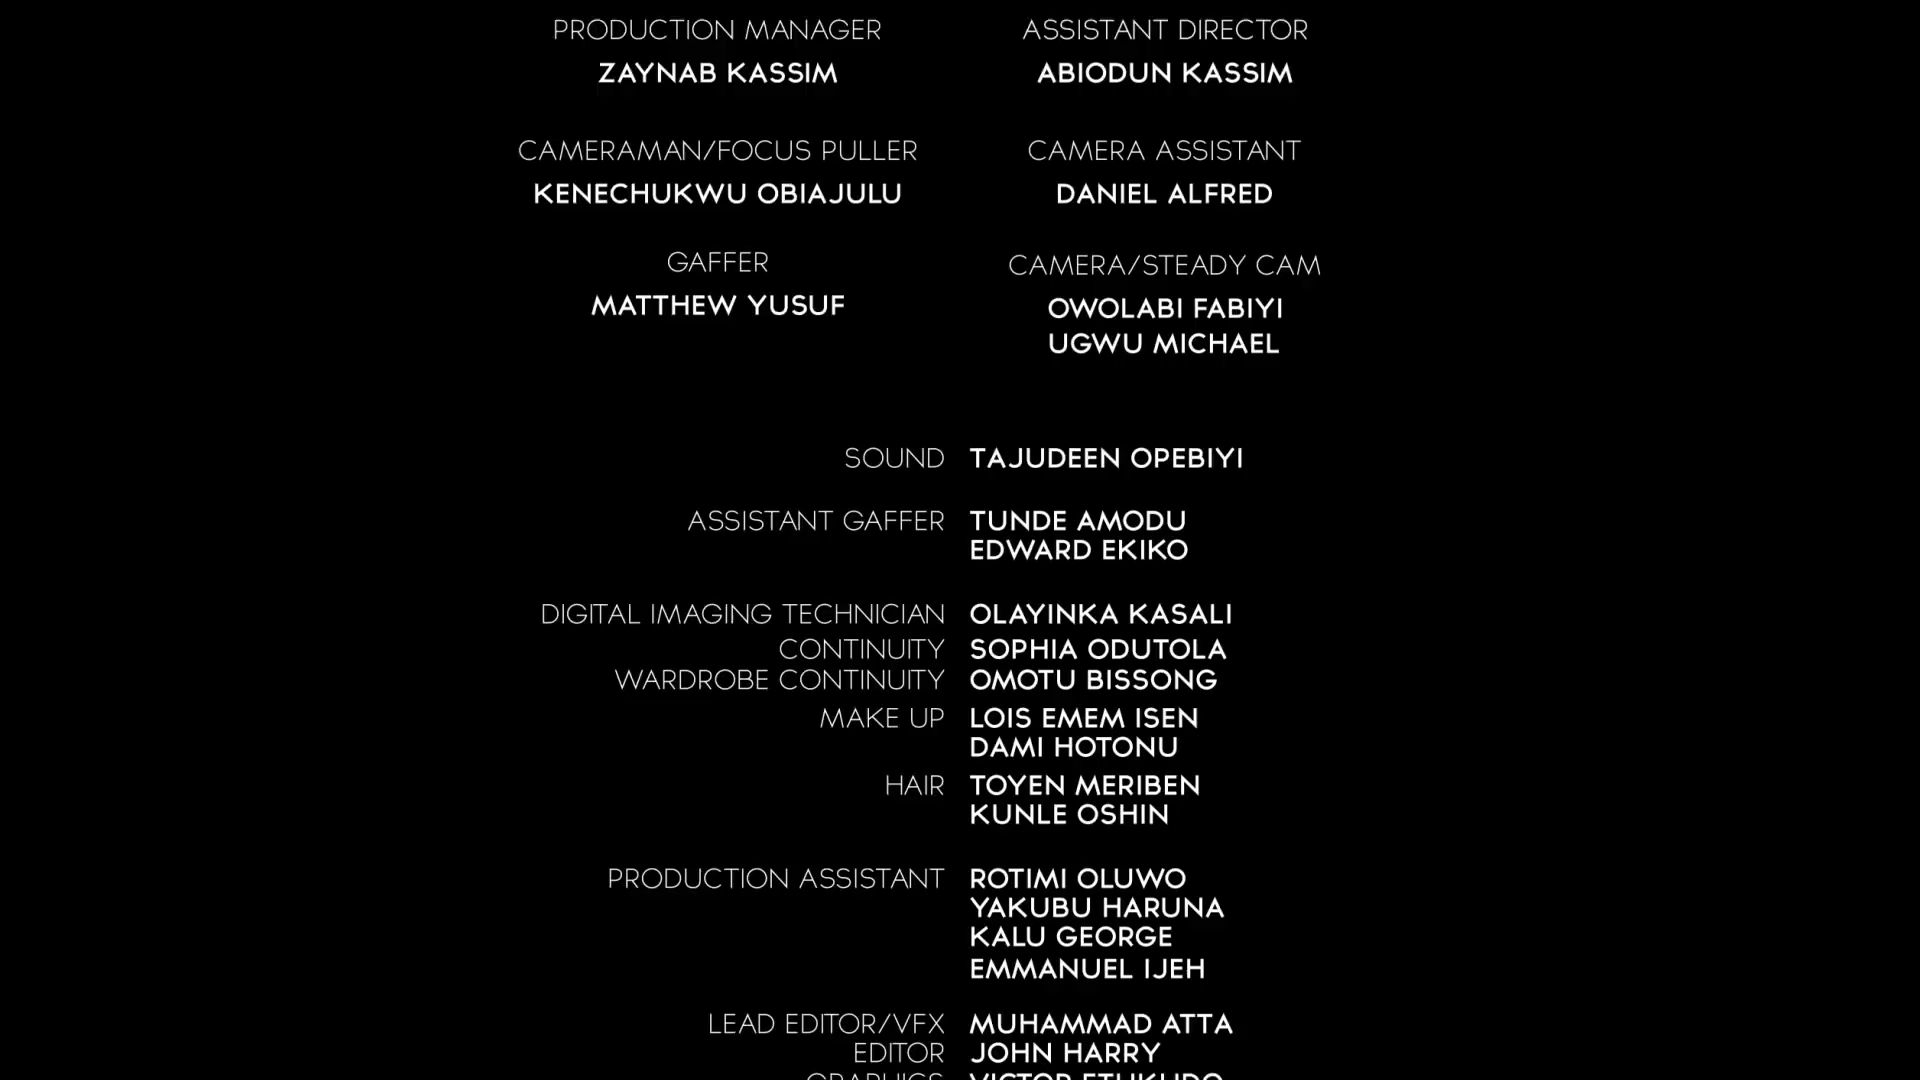 PRODUCTION MANAGER
ZAYNAB KASSIM
ASSISTANT DIRECTOR
ABIODUN KASSIM
CAMERAMAN/FOCUS PULLER
KENECHUKWU OBIAJULU
CAMERA ASSISTANT
DANIEL ALFRED
GAFFER
MATTHEW YUSUF
CAMERA/STEADY CAM
OWOLABI FABIYI
UGWU MICHAEL
SOUND TAJUDEEN OPEBIYI
ASSISTANT GAFFER TUNDE AMODU
EDWARD EKIKO
DIGITAL IMAGING TECHNICIAN OLAYINKA KASALI
CONTINUITY SOPHIA ODUTOLA
WARDROBE CONTINUITY OMOTU BISSONG
MAKE UP LOIS EMEM ISEN
DAMI HOTONU
HAIR TOYEN MERIBEN
KUNLE OSHIN
PRODUCTION ASSISTANT ROTIMI OLUWO
YAKUBU HARUNA
KALU GEORGE
EMMANUEL IJEH
LEAD EDITOR/VFX MUHAMMAD ATTA
EDITOR JOHN HARRY
GRAPHICS VICTOR ETUKUDO